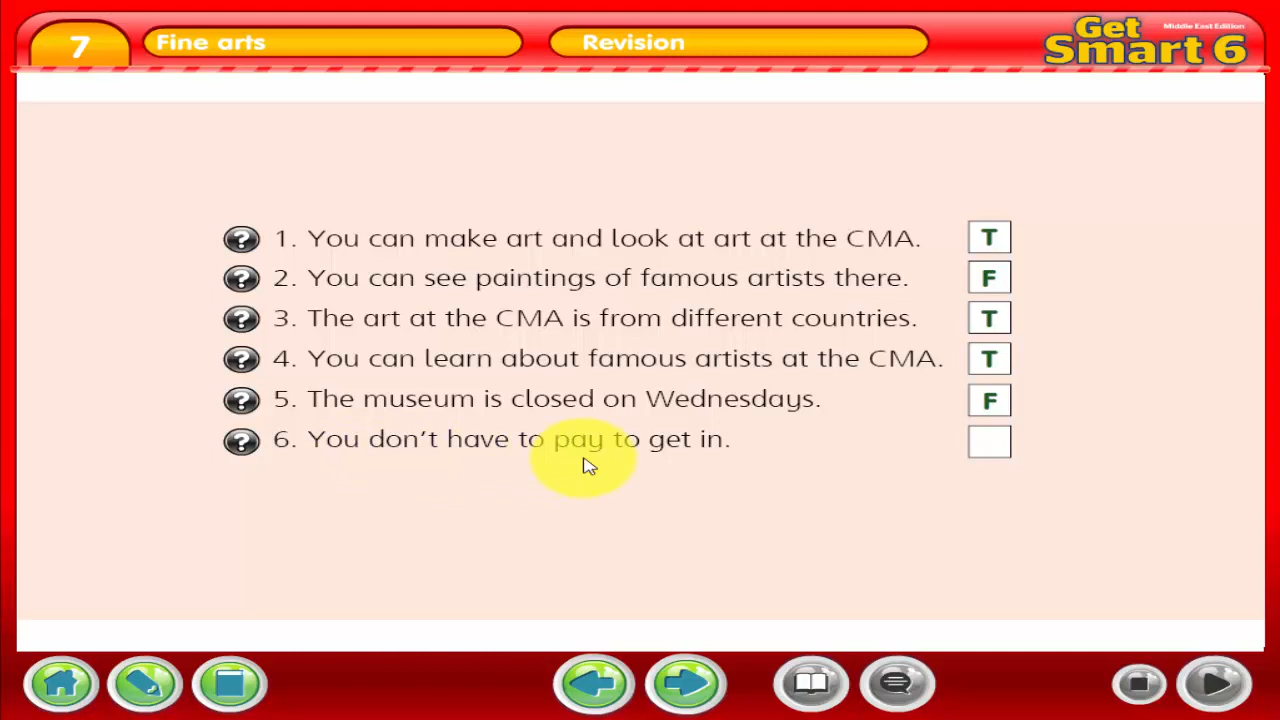 7
Fine arts
Revision
Middle East Edition
Get
Smart 6
? 1. You can make art and look at art at the CMA. T
? 2. You can see paintings of famous artists there. F
? 3. The art at the CMA is from different countries. T
? 4. You can learn about famous artists at the CMA. T
? 5. The museum is closed on Wednesdays. F
? 6. You don't have to pay to get in.